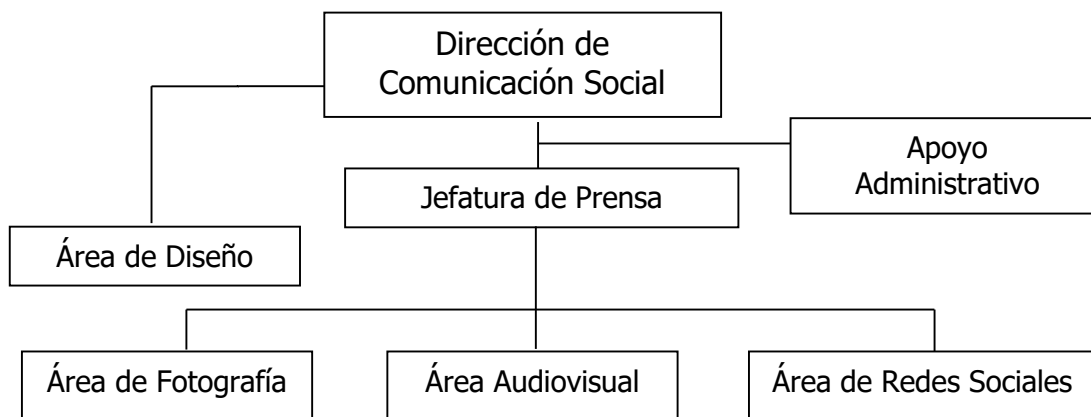 Dirección de
Comunicación Social
Apoyo
Administrativo
Jefatura de Prensa
Área de Diseño
Área de Fotografía
Área Audiovisual
Área de Redes Sociales